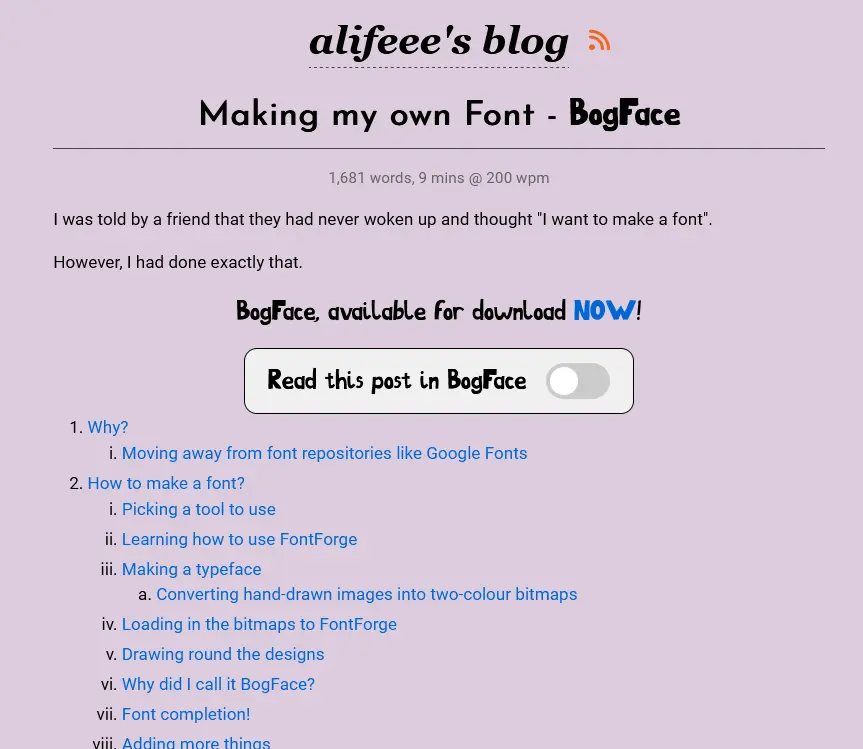 alifeee's blog
Making my own Font - BogFace
1,681 words, 9 mins @ 200 wpm
I was told by a friend that they had never woken up and thought "I want to make a font".
However, I had done exactly that.
BogFace, available for download NOW!
Read this post in BogFace
1. Why?
i. Moving away from font repositories like Google Fonts
2. How to make a font?
i. Picking a tool to use
ii. Learning how to use FontForge
iii. Making a typeface
a. Converting hand-drawn images into two-colour bitmaps
iv. Loading in the bitmaps to FontForge
v. Drawing round the designs
vi. Why did I call it BogFace?
vii. Font completion!
viii. Adding more things